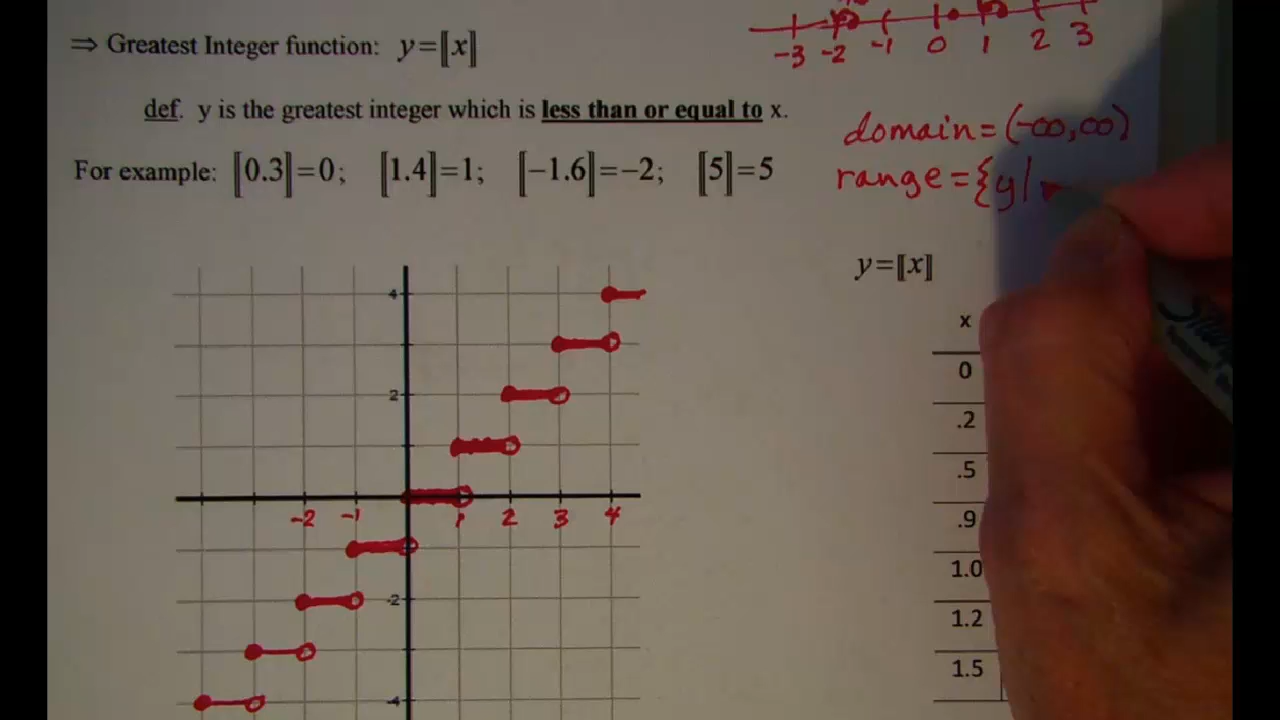 -3 -2 -1 0 1 2 3
⇒ Greatest Integer function: y=⟦x⟧
def. y is the greatest integer which is less than or equal to x.
domain = (-∞,∞)
For example: ⟦0.3⟧=0; ⟦1.4⟧=1; ⟦-1.6⟧=-2; ⟦5⟧=5
range = {y|
y=⟦x⟧
x
0
.2
.5
.9
1.0
1.2
1.5
4
2
-2 -1 1 2 3 4
-2
-4